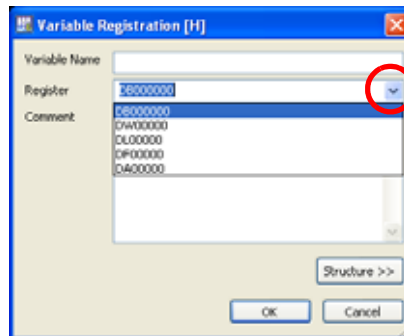 Variable Registration [H]
Variable Name
Register
DB000000
Comment
DB000000
DW00000
DL00000
DF00000
DA00000
Structure >>
OK
Cancel